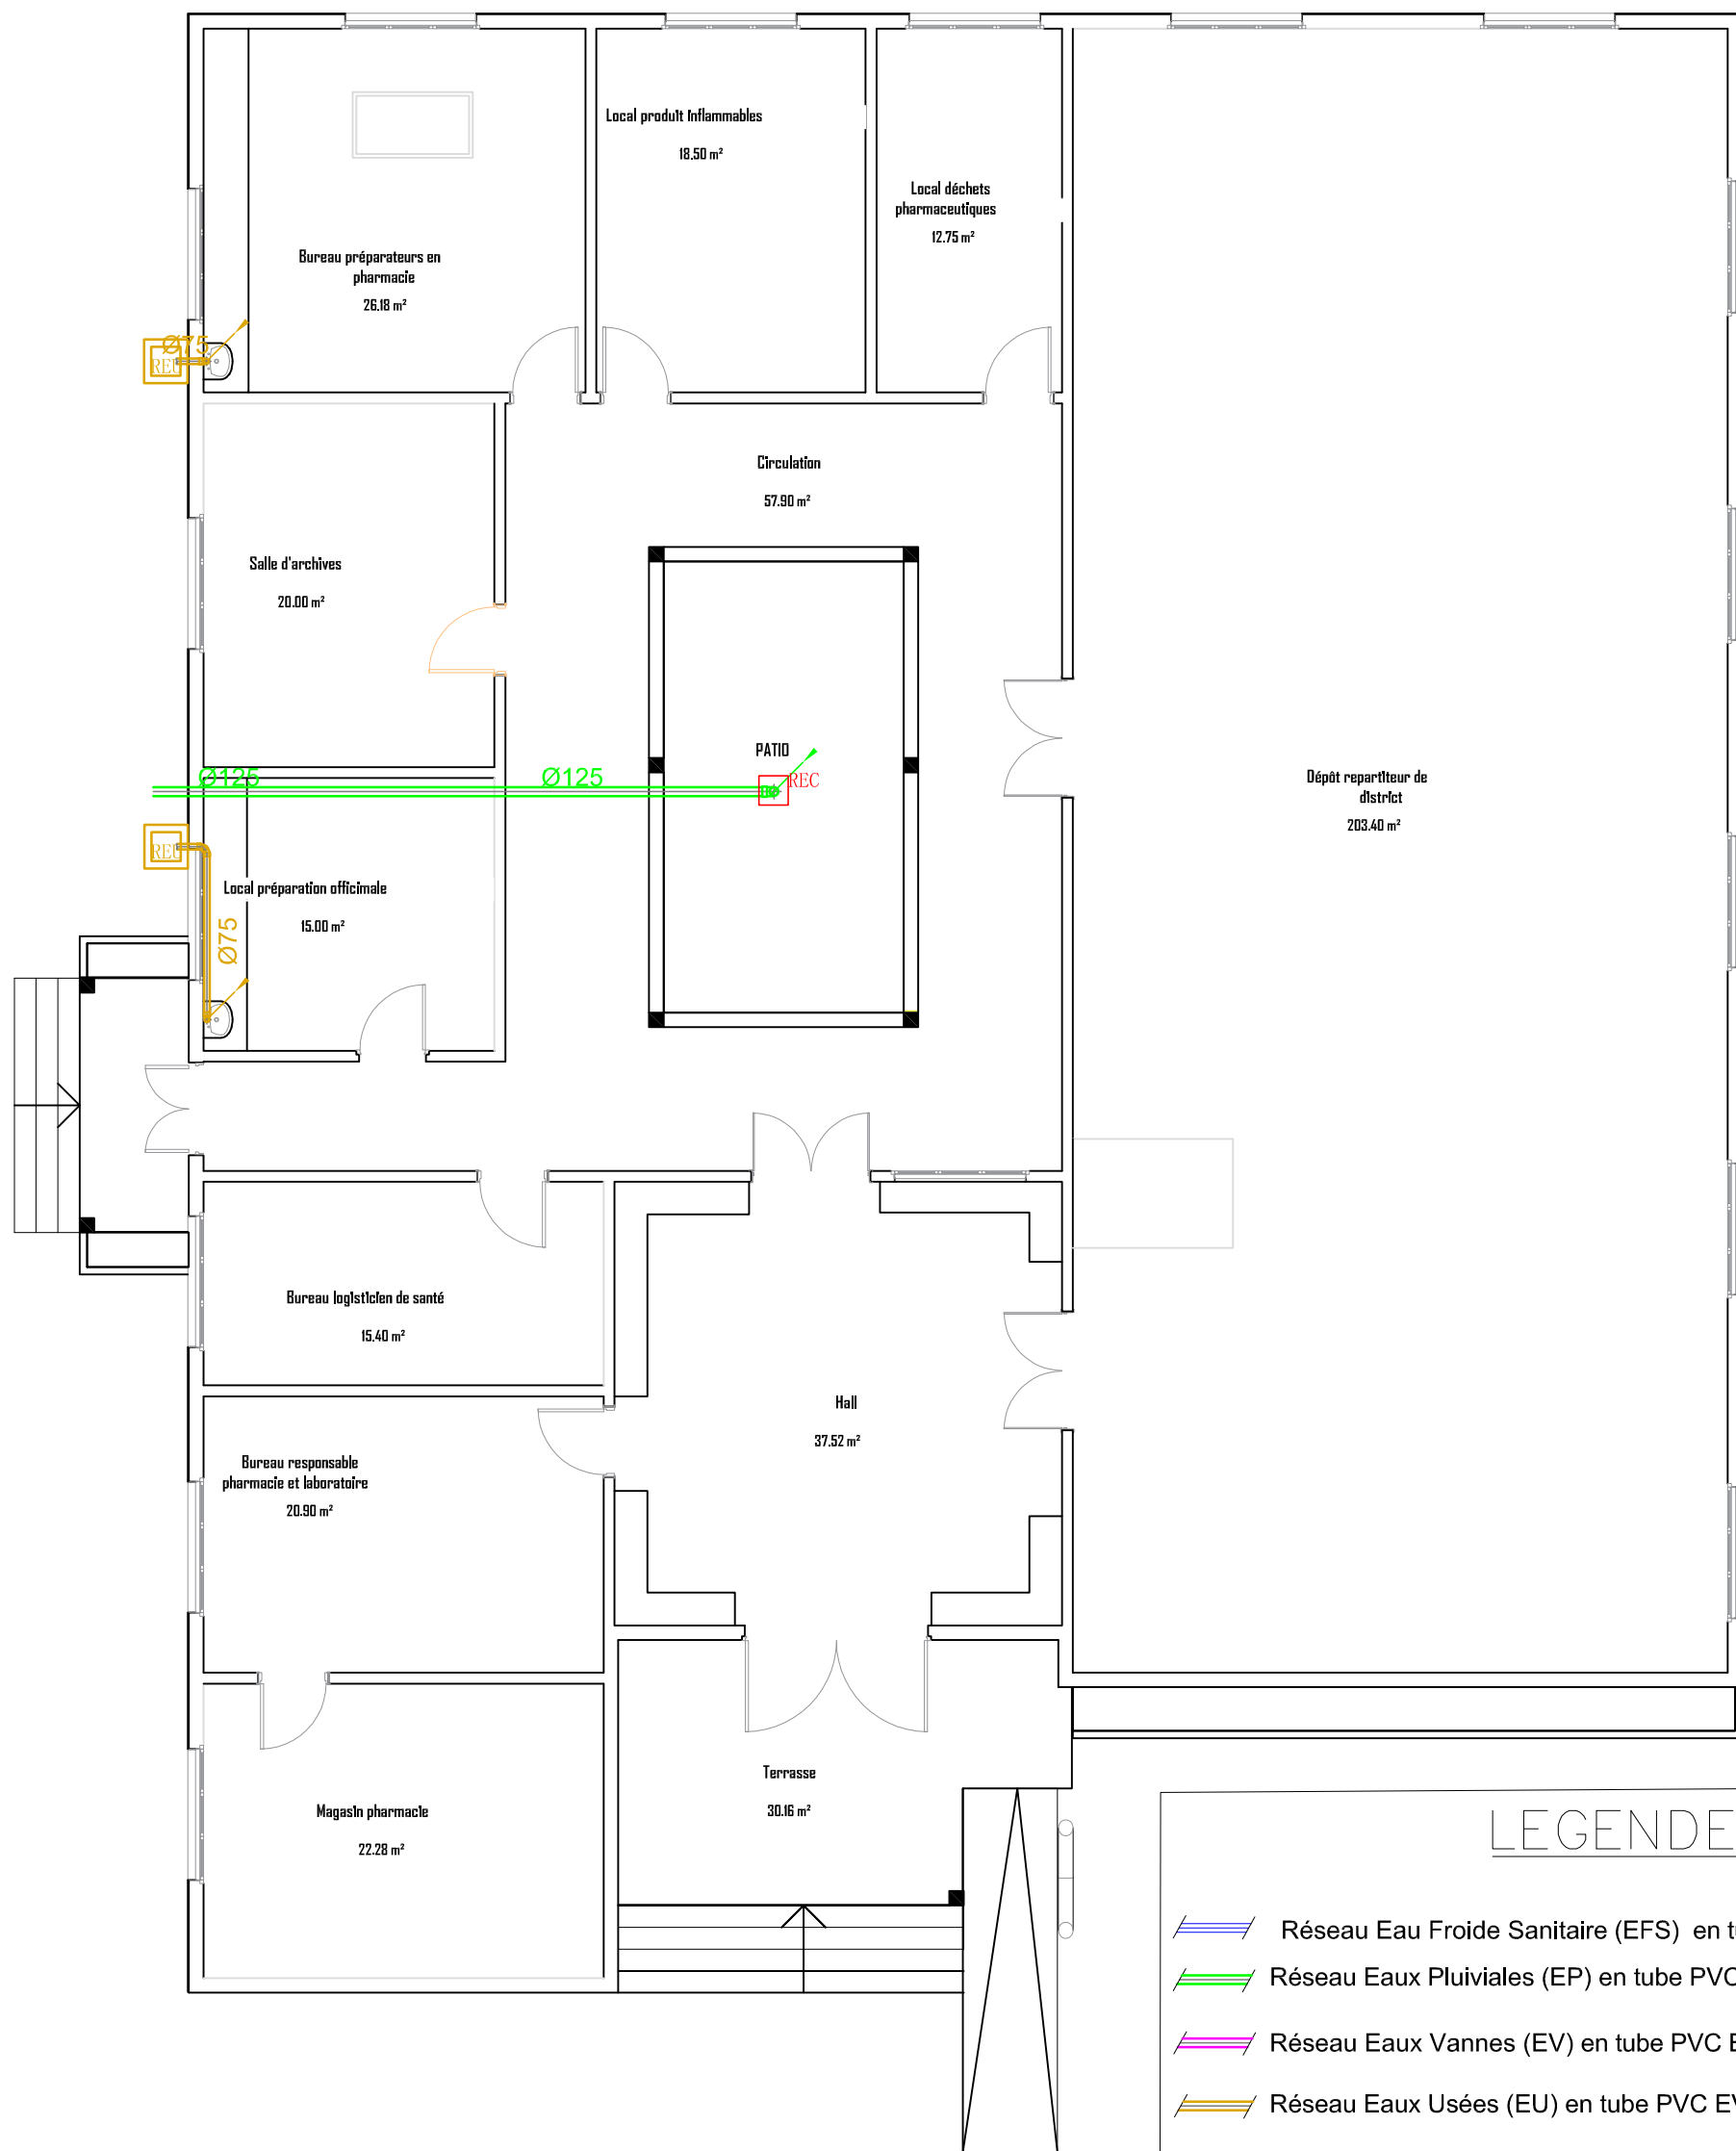 Local produit inflammables
18.50 m²
Local déchets
pharmaceutiques
12.75 m²
Bureau préparateurs en
pharmacie
26.18 m²
Ø75
REU
Circulation
57.90 m²
Salle d'archives
20.00 m²
PATIO
Ø125
Ø125
REC
Dépôt repartiteur de
district
203.40 m²
REU
Local préparation officimale
15.00 m²
Ø75
Bureau logisticien de santé
15.40 m²
Hall
37.52 m²
Bureau responsable
pharmacie et laboratoire
20.90 m²
Terrasse
30.16 m²
Magasin pharmacie
22.28 m²
LEGENDE
Réseau Eau Froide Sanitaire (EFS) en t
Réseau Eaux Pluiviales (EP) en tube PVC
Réseau Eaux Vannes (EV) en tube PVC E
Réseau Eaux Usées (EU) en tube PVC EV